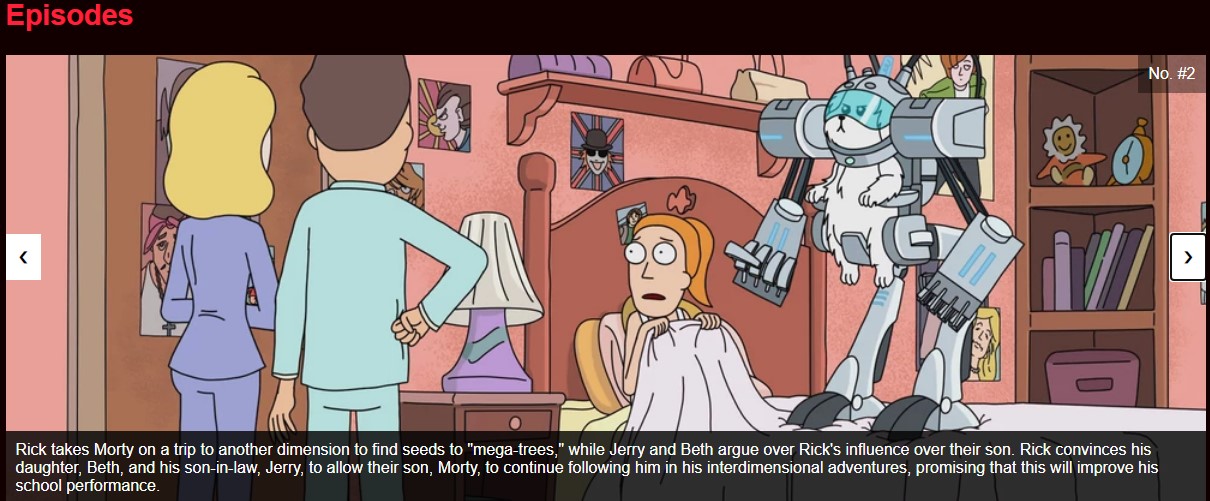 Episodes
No. #2
‹
›
Rick takes Morty on a trip to another dimension to find seeds to "mega-trees," while Jerry and Beth argue over Rick's influence over their son. Rick convinces his
daughter, Beth, and his son-in-law, Jerry, to allow their son, Morty, to continue following him in his interdimensional adventures, promising that this will improve his
school performance.